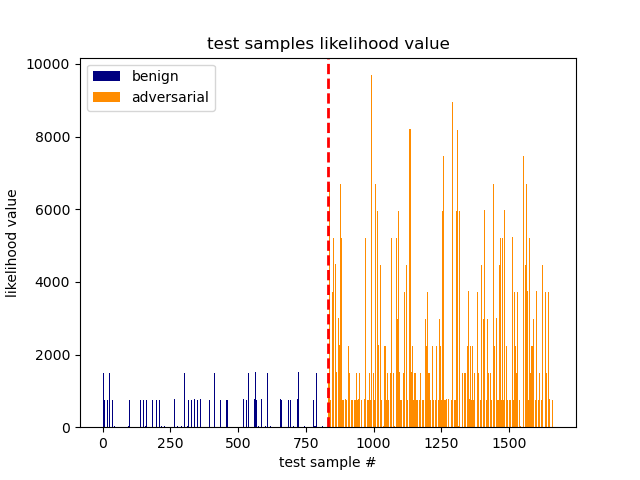 test samples likelihood value
benign
adversarial
10000
8000
6000
4000
2000
0
likelihood value
0
250
500
750
1000
1250
1500
test sample #